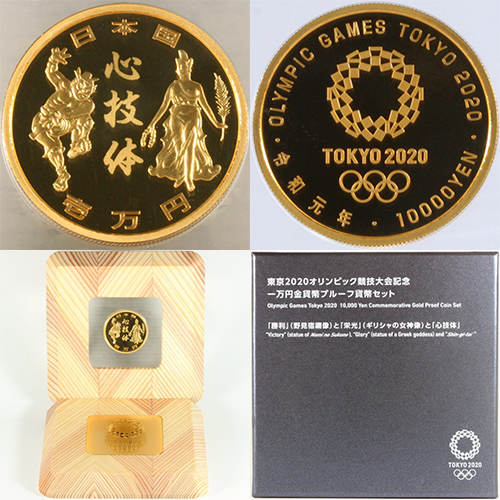 日本国
心技体
壱万円
OLYMPIC GAMES TOKYO 2020
TOKYO 2020
令和元年・10000YEN
心技体
東京2020オリンピック競技大会記念
一万円金貨幣プルーフ貨幣セット
Olympic Games Tokyo 2020 10,000 Yen Commemorative Gold Proof Coin Set
「勝利」(野見宿禰像)と「栄光」(ギリシャの女神像)と「心技体」
"Victory" (statue of Nomi no Sukune), "Glory" (statue of a Greek goddess) and "Shin-gi-tai"
TOKYO 2020